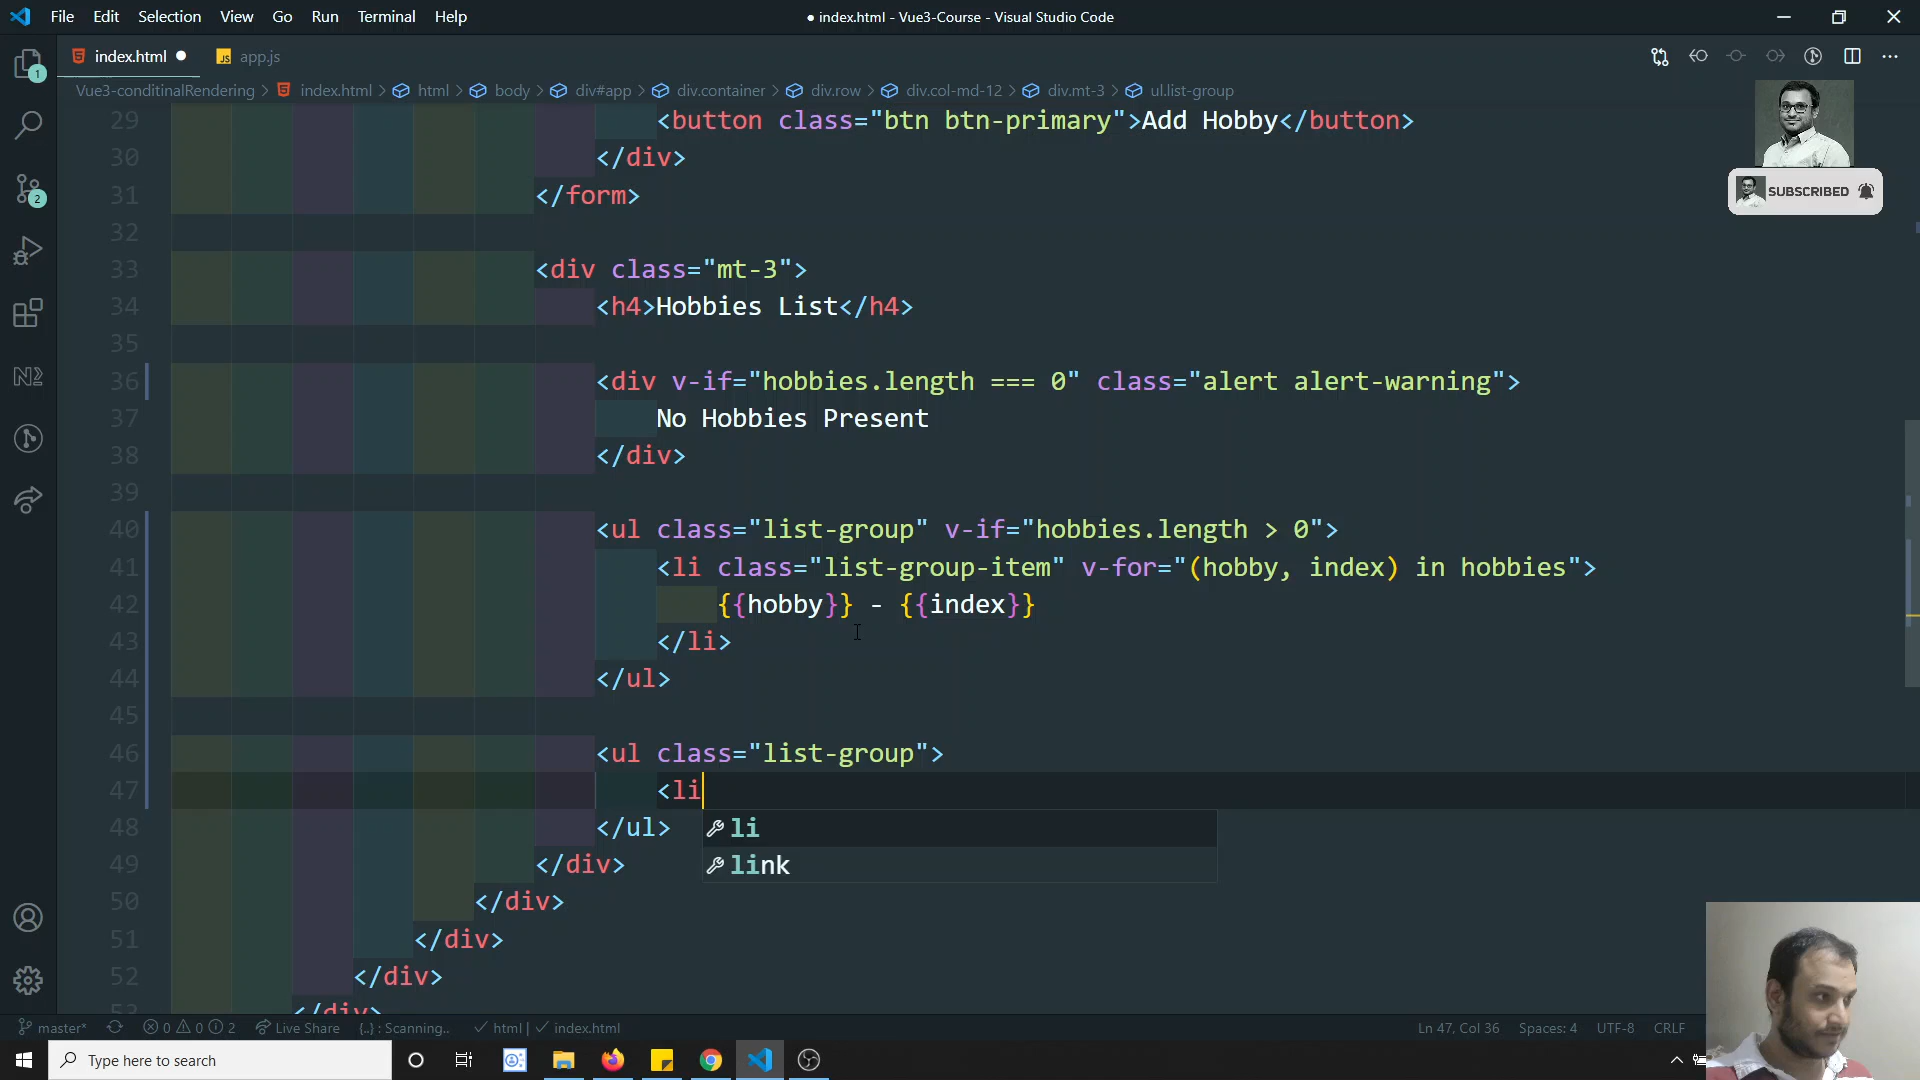 File Edit Selection View Go Run Terminal Help
● index.html - Vue3-Course - Visual Studio Code
index.html ● JS app.js
Vue3-conditinalRendering > index.html > html > body > div#app > div.container > div.row > div.col-md-12 > div.mt-3 > ul.list-group
29 <button class="btn btn-primary">Add Hobby</button>
30 </div>
31 </form>
32
33 <div class="mt-3">
34 <h4>Hobbies List</h4>
35
36 <div v-if="hobbies.length === 0" class="alert alert-warning">
37 No Hobbies Present
38 </div>
39
40 <ul class="list-group" v-if="hobbies.length > 0">
41 <li class="list-group-item" v-for="(hobby, index) in hobbies">
42 {{hobby}} - {{index}}
43 </li>
44 </ul>
45
46 <ul class="list-group">
47 <li
li
48 </ul>
link
49 </div>
50 </div>
51 </div>
52 </div>
53 </div>
SUBSCRIBED
1
2
master* 0 0 2 Live Share {..} : Scanning.. ✓ html | ✓ index.html Ln 47, Col 36 Spaces: 4 UTF-8 CRLF
Type here to search